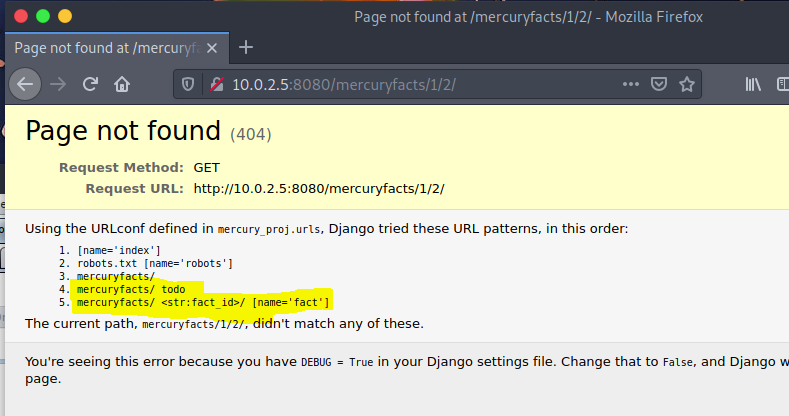 Page not found at /mercuryfacts/1/2/ - Mozilla Firefox
Page not found at /mercuryfa
10.0.2.5:8080/mercuryfacts/1/2/
Page not found (404)
Request Method: GET
Request URL: http://10.0.2.5:8080/mercuryfacts/1/2/
Using the URLconf defined in mercury_proj.urls, Django tried these URL patterns, in this order:
1. [name='index']
2. robots.txt [name='robots']
3. mercuryfacts/
4. mercuryfacts/ todo
5. mercuryfacts/ <str:fact_id>/ [name='fact']
The current path, mercuryfacts/1/2/, didn't match any of these.
You're seeing this error because you have DEBUG = True in your Django settings file. Change that to False, and Django w
page.